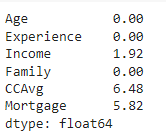 Age 0.00
Experience 0.00
Income 1.92
Family 0.00
CCAvg 6.48
Mortgage 5.82
dtype: float64